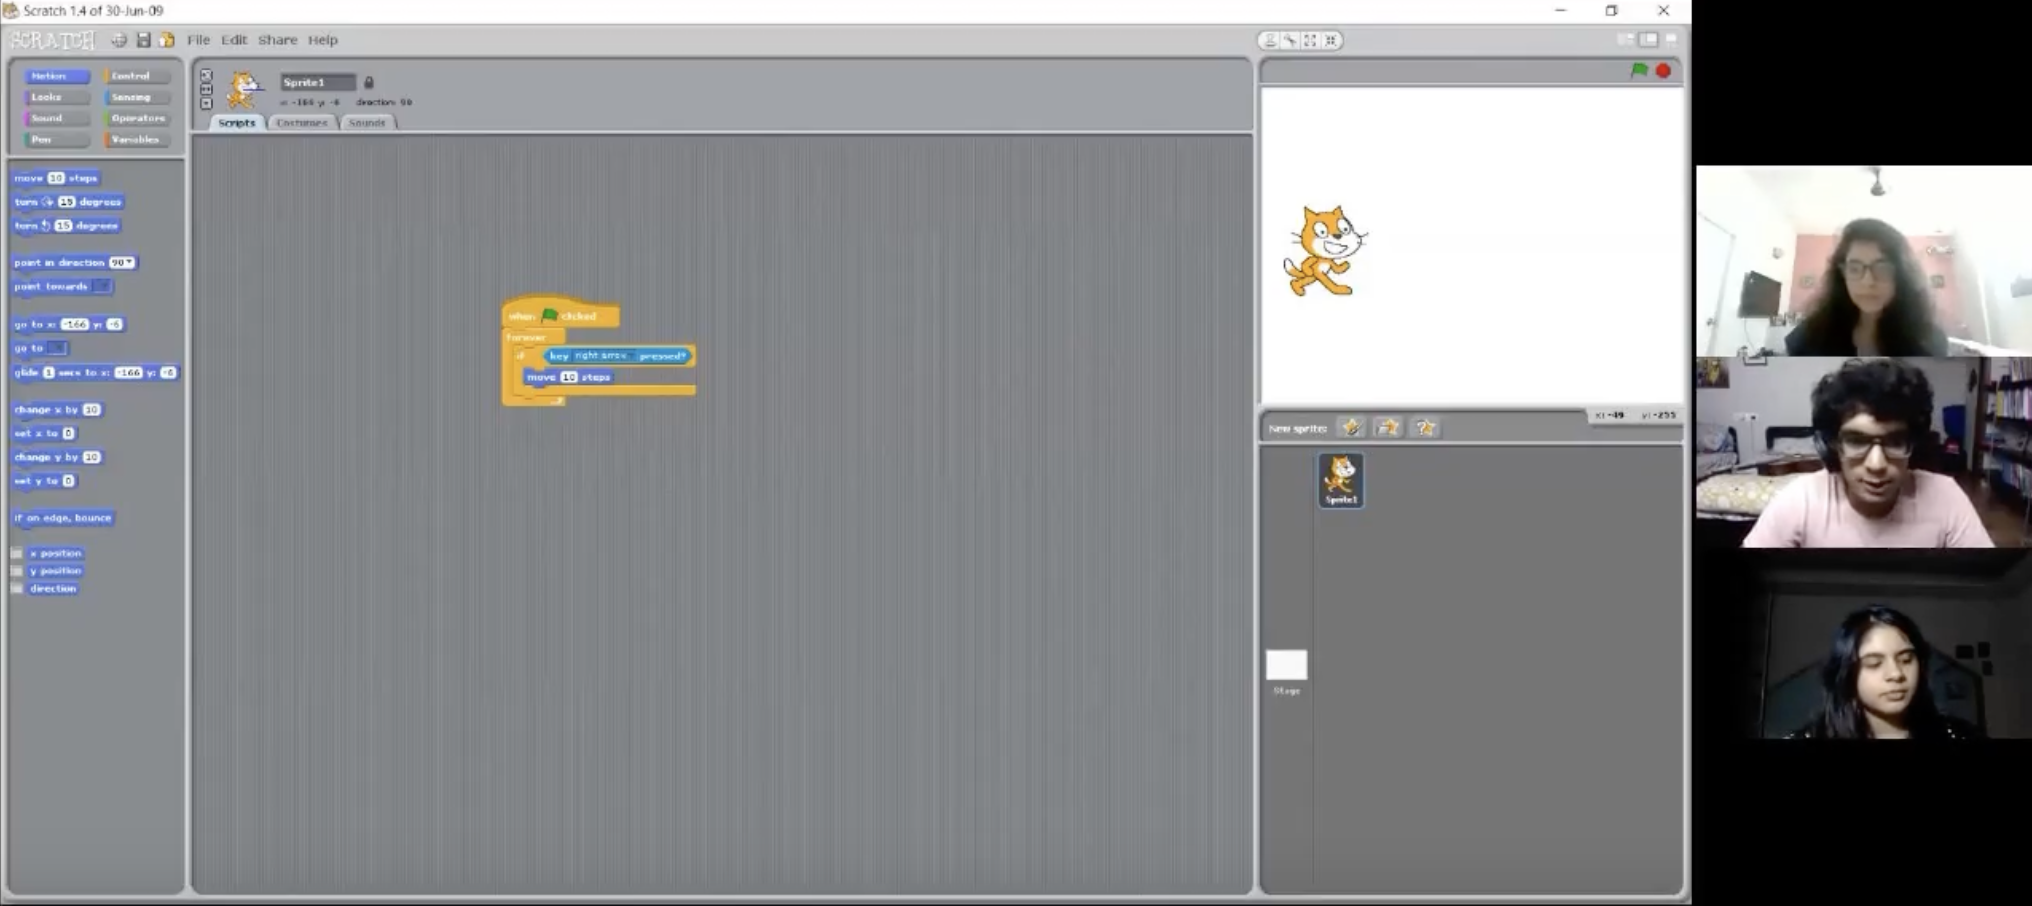 Scratch 1.4 of 30-Jun-09
SCRATCH File Edit Share Help
Motion Control
Looks Sensing
Sound Operators
Pen Variables
Sprite1
x: -166 y: -6 direction: 90
Scripts Costumes Sounds
move 10 steps
turn 15 degrees
turn 15 degrees
point in direction 90
point towards
go to x: -166 y: -6
go to
glide 1 secs to x: -166 y: -6
change x by 10
set x to 0
change y by 10
set y to 0
if on edge, bounce
x position
y position
direction
when clicked
forever
if key right arrow pressed?
move 10 steps
x: -49 y: -255
New sprite:
Sprite1
Stage